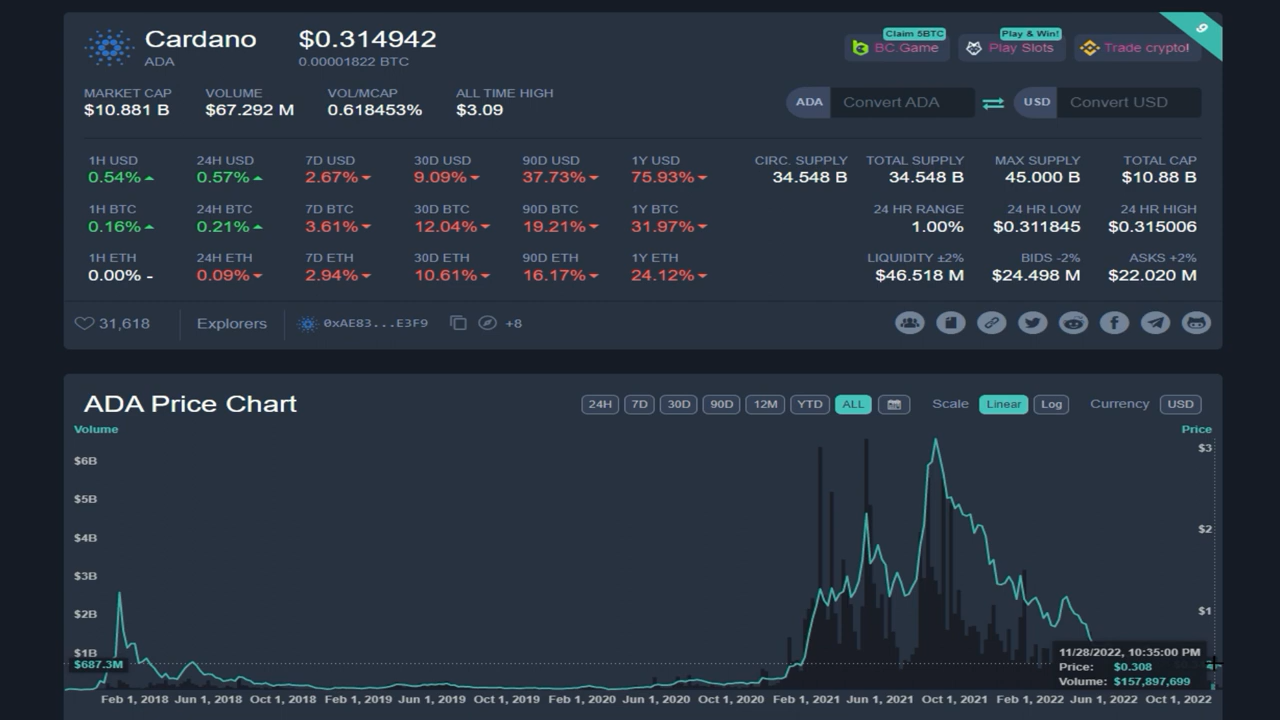 Cardano
ADA
$0.314942
0.00001822 BTC
Claim 5BTC
BC.Game
Play & Win!
Play Slots
Trade crypto!
9
MARKET CAP VOLUME VOL/MCAP ALL TIME HIGH
$10.881 B $67.292 M 0.618453% $3.09
ADA Convert ADA USD Convert USD
1H USD 24H USD 7D USD 30D USD 90D USD 1Y USD CIRC. SUPPLY TOTAL SUPPLY MAX SUPPLY TOTAL CAP
0.54% 0.57% 2.67% 9.09% 37.73% 75.93% 34.548 B 34.548 B 45.000 B $10.88 B
1H BTC 24H BTC 7D BTC 30D BTC 90D BTC 1Y BTC 24 HR RANGE 24 HR LOW 24 HR HIGH
0.16% 0.21% 3.61% 12.04% 19.21% 31.97% 1.00% $0.311845 $0.315006
1H ETH 24H ETH 7D ETH 30D ETH 90D ETH 1Y ETH LIQUIDITY ±2% BIDS -2% ASKS +2%
0.00% - 0.09% 2.94% 10.61% 16.17% 24.12% $46.518 M $24.498 M $22.020 M
31,618 Explorers 0xAE83...E3F9 +8
ADA Price Chart 24H 7D 30D 90D 12M YTD ALL Scale Linear Log Currency USD
Volume Price
$6B $3
$5B
$4B $2
$3B
$2B $1
$1B
$687.3M
11/28/2022, 10:35:00 PM
Price: $0.308
Volume: $157,897,699
Feb 1, 2018 Jun 1, 2018 Oct 1, 2018 Feb 1, 2019 Jun 1, 2019 Oct 1, 2019 Feb 1, 2020 Jun 1, 2020 Oct 1, 2020 Feb 1, 2021 Jun 1, 2021 Oct 1, 2021 Feb 1, 2022 Jun 1, 2022 Oct 1, 2022